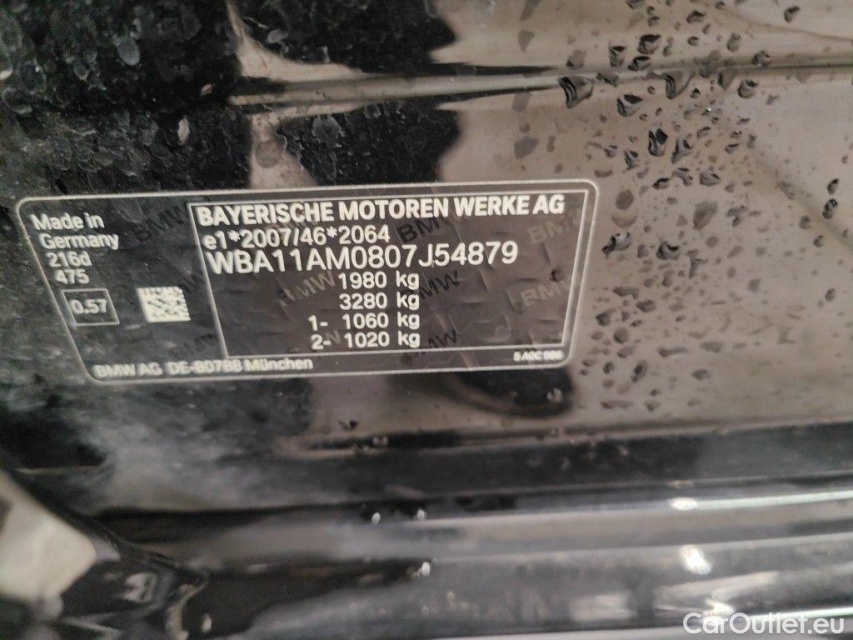 Made in
Germany
216d
475
0.57
BAYERISCHE MOTOREN WERKE AG
e1*2007/46*2064
WBA11AM0807J54879
1980 kg
3280 kg
1- 1060 kg
2- 1020 kg
BMW AG DE-80788 München
CarOutlet.eu